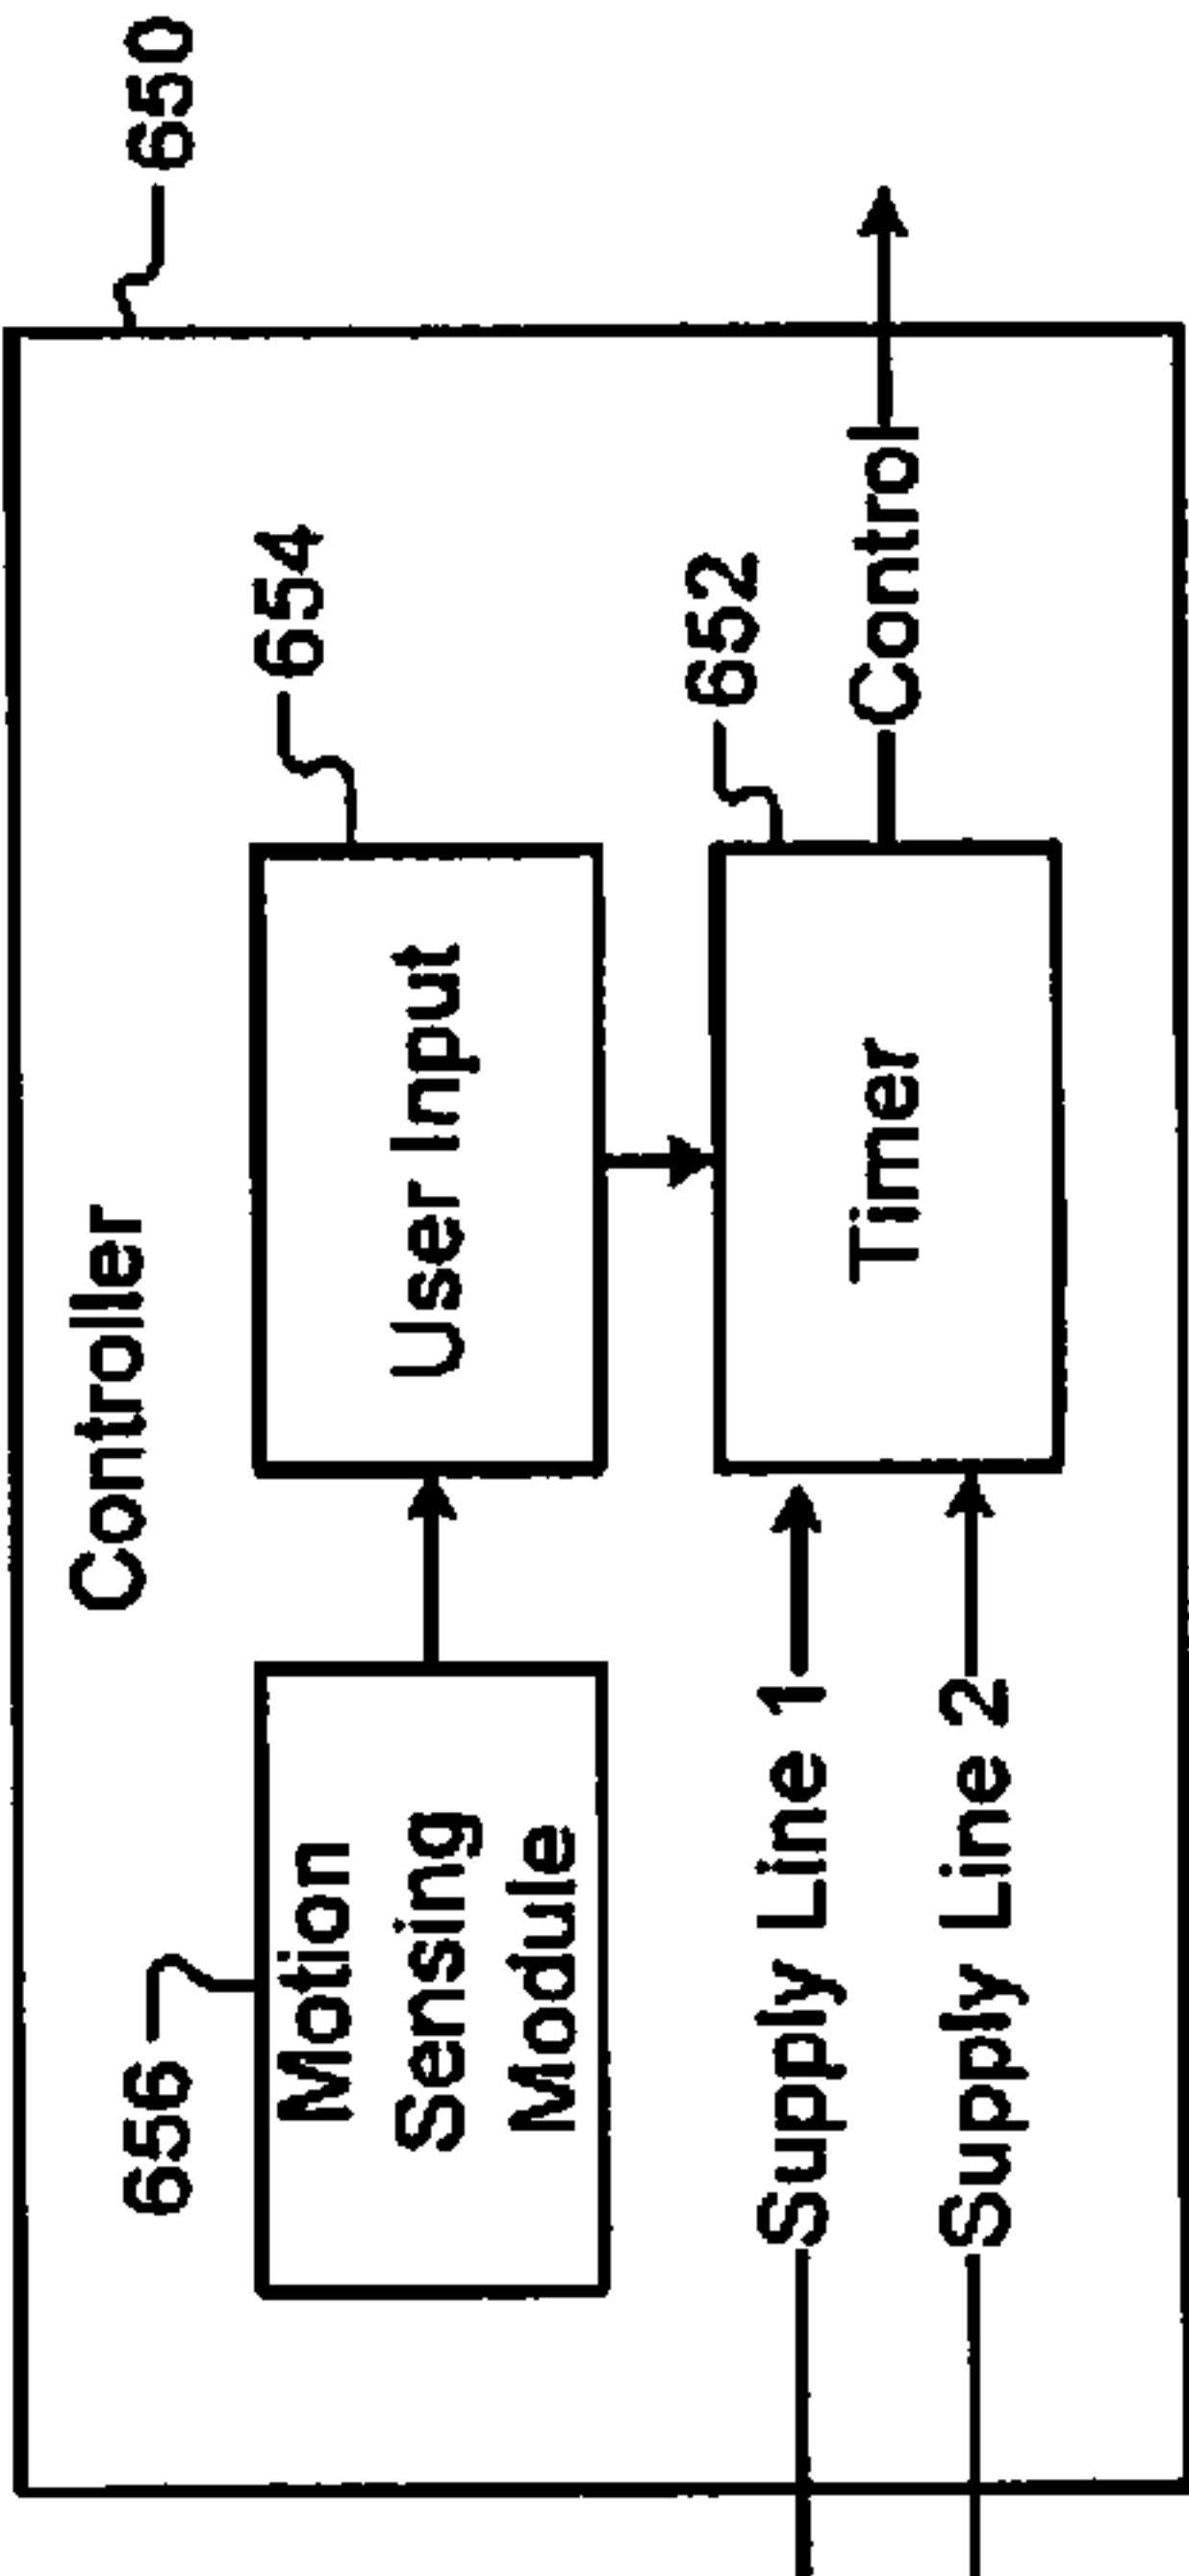 650
Controller
656
654
Motion
Sensing
Module
User Input
652
Supply Line 1
Supply Line 2
Timer
Control